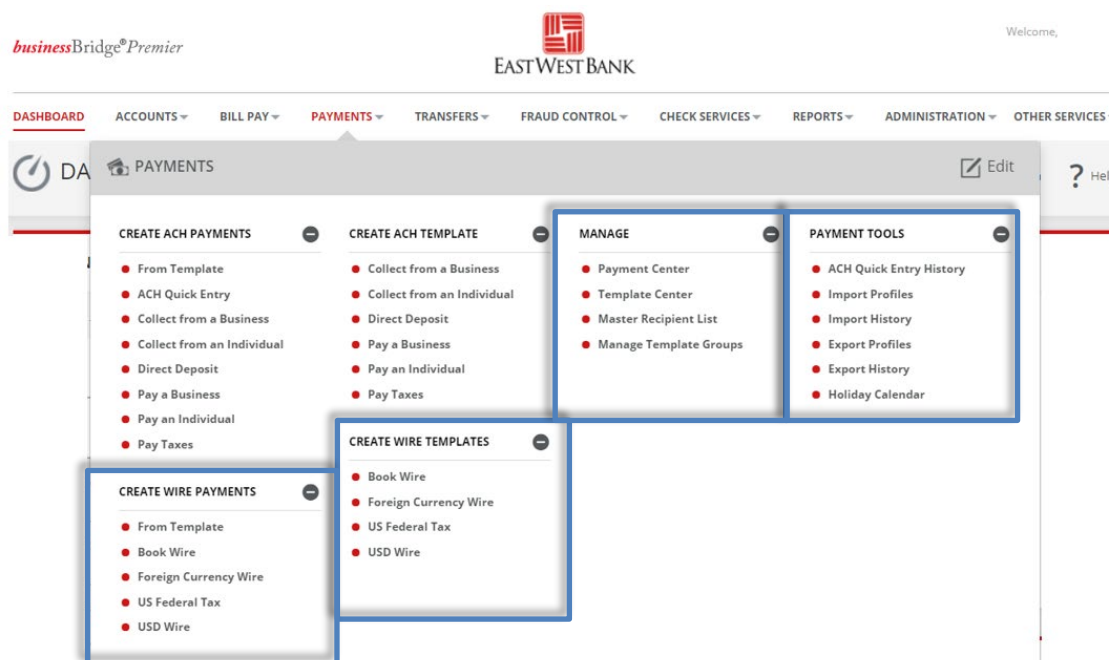 businessBridge®Premier
EASTWESTBANK
Welcome,
DASHBOARD ACCOUNTS BILL PAY PAYMENTS TRANSFERS FRAUD CONTROL CHECK SERVICES REPORTS ADMINISTRATION OTHER SERVICES
DA PAYMENTS Edit ? Hel
CREATE ACH PAYMENTS
From Template
ACH Quick Entry
Collect from a Business
Collect from an Individual
Direct Deposit
Pay a Business
Pay an Individual
Pay Taxes
CREATE WIRE PAYMENTS
From Template
Book Wire
Foreign Currency Wire
US Federal Tax
USD Wire
CREATE ACH TEMPLATE
Collect from a Business
Collect from an Individual
Direct Deposit
Pay a Business
Pay an Individual
Pay Taxes
CREATE WIRE TEMPLATES
Book Wire
Foreign Currency Wire
US Federal Tax
USD Wire
MANAGE
Payment Center
Template Center
Master Recipient List
Manage Template Groups
PAYMENT TOOLS
ACH Quick Entry History
Import Profiles
Import History
Export Profiles
Export History
Holiday Calendar